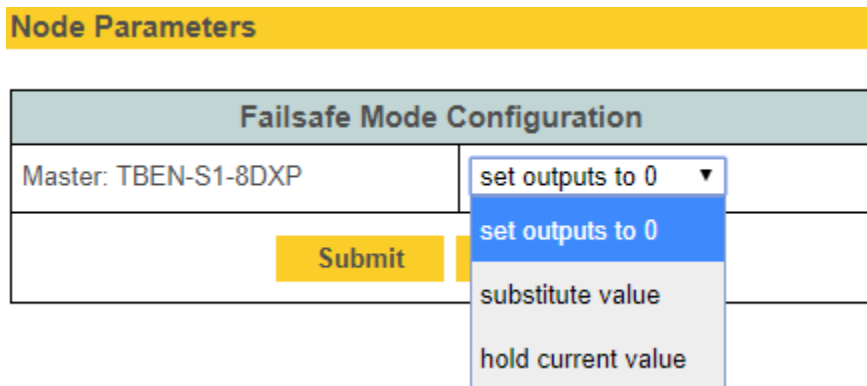 Node Parameters
Failsafe Mode Configuration
Master: TBEN-S1-8DXP
set outputs to 0
set outputs to 0
Submit
substitute value
hold current value